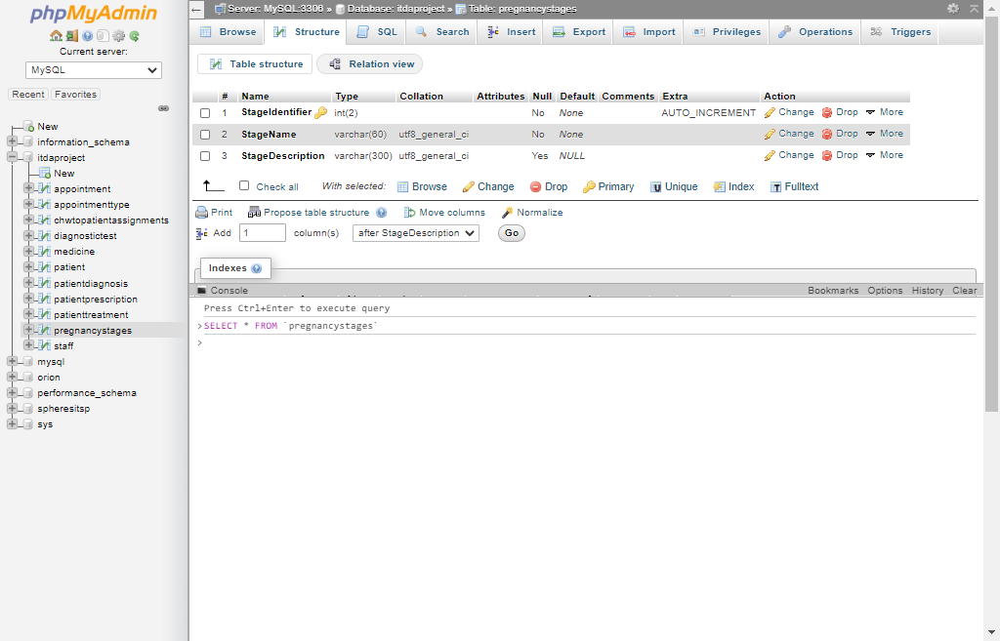 phpMyAdmin
Current server:
MySQL
Recent Favorites
New
information_schema
itdaproject
New
appointment
appointmenttype
chwtopatientassignments
diagnostictest
medicine
patient
patientdiagnosis
patientprescription
patienttreatment
pregnancystages
staff
mysql
orion
performance_schema
spheresitsp
sys
Server: MySQL:3306 » Database: itdaproject » Table: pregnancystages
Browse Structure SQL Search Insert Export Import Privileges Operations Triggers
Table structure Relation view
# Name Type Collation Attributes Null Default Comments Extra Action
1 StageIdentifier int(2) No None AUTO_INCREMENT Change Drop More
2 StageName varchar(60) utf8_general_ci No None Change Drop More
3 StageDescription varchar(300) utf8_general_ci Yes NULL Change Drop More
Check all With selected: Browse Change Drop Primary Unique Index Fulltext
Print Propose table structure Move columns Normalize
Add 1 column(s) after StageDescription Go
Indexes
Console Bookmarks Options History Clear
Press Ctrl+Enter to execute query
>SELECT * FROM `pregnancystages`
>